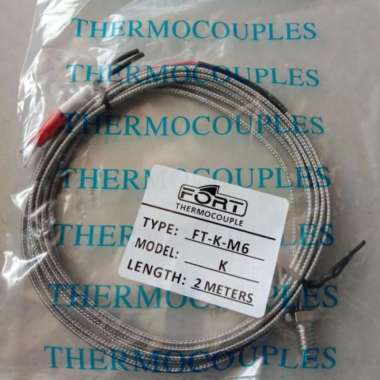 THERMOCOUPLES
THERMOCOUPLES
THERMOCOUPLES
THERMOCOUPLES
FORT
THERMOCOUPLE
TYPE: FT-K-M6
MODEL: K
LENGTH: 2 METERS
THERMOCOUPLES
THERMOCOUPLES